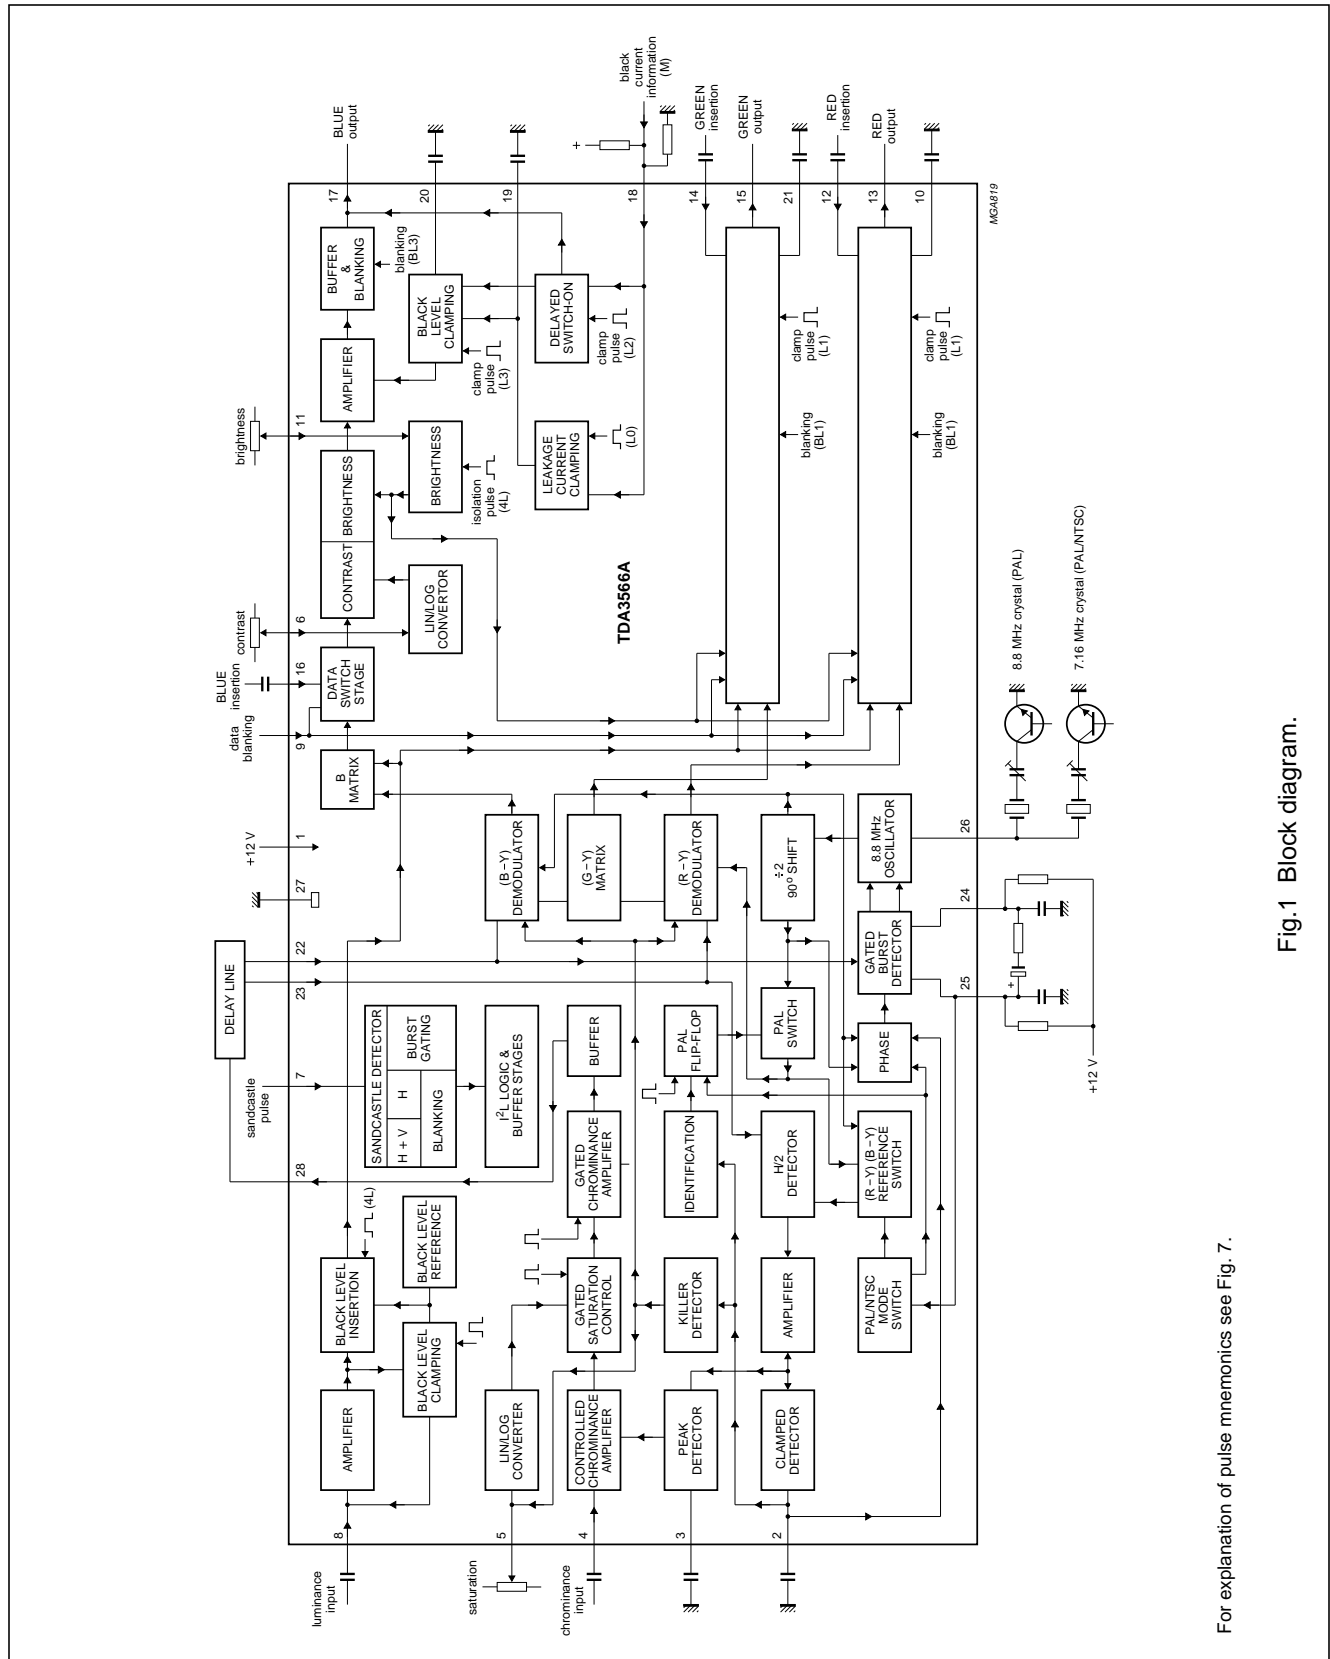 DELAY LINE
BLUE
insertion
data
blanking
contrast
brightness
sandcastle
pulse
+12 V
28
7
23
22
27
1
9
16
6
11
luminance
input
8
AMPLIFIER
BLACK LEVEL
INSERTION
(4L)
BLACK LEVEL
CLAMPING
BLACK LEVEL
REFERENCE
SANDCASTLE DETECTOR
H + V
H
BURST
GATING
BLANKING
I2L LOGIC &
BUFFER STAGES
B
MATRIX
DATA
SWITCH
STAGE
CONTRAST
BRIGHTNESS
AMPLIFIER
BUFFER
&
BLANKING
17
BLUE
output
blanking
(BL3)
LIN/LOG
CONVERTOR
BRIGHTNESS
isolation
pulse
(4L)
BLACK
LEVEL
CLAMPING
20
clamp
pulse
(L3)
19
saturation
5
LIN/LOG
CONVERTER
(B – Y)
DEMODULATOR
LEAKAGE
CURRENT
CLAMPING
(L0)
DELAYED
SWITCH-ON
clamp
pulse
(L2)
chrominance
input
4
CONTROLLED
CHROMINANCE
AMPLIFIER
GATED
SATURATION
CONTROL
GATED
CHROMINANCE
AMPLIFIER
BUFFER
(G – Y)
MATRIX
TDA3566A
18
+
black
current
information
(M)
3
PEAK
DETECTOR
KILLER
DETECTOR
IDENTIFICATION
PAL
FLIP-FLOP
(R – Y)
DEMODULATOR
14
GREEN
insertion
15
GREEN
output
21
blanking
(BL1)
clamp
pulse
(L1)
2
CLAMPED
DETECTOR
AMPLIFIER
H/2
DETECTOR
PAL
SWITCH
÷2
90° SHIFT
12
RED
insertion
13
RED
output
10
blanking
(BL1)
clamp
pulse
(L1)
PAL/NTSC
MODE
SWITCH
(R – Y) (B – Y)
REFERENCE
SWITCH
PHASE
GATED
BURST
DETECTOR
8.8 MHz
OSCILLATOR
25
24
26
+
+12 V
8.8 MHz crystal (PAL)
7.16 MHz crystal (PAL/NTSC)
MGA819
For explanation of pulse mnemonics see Fig. 7.
Fig.1 Block diagram.